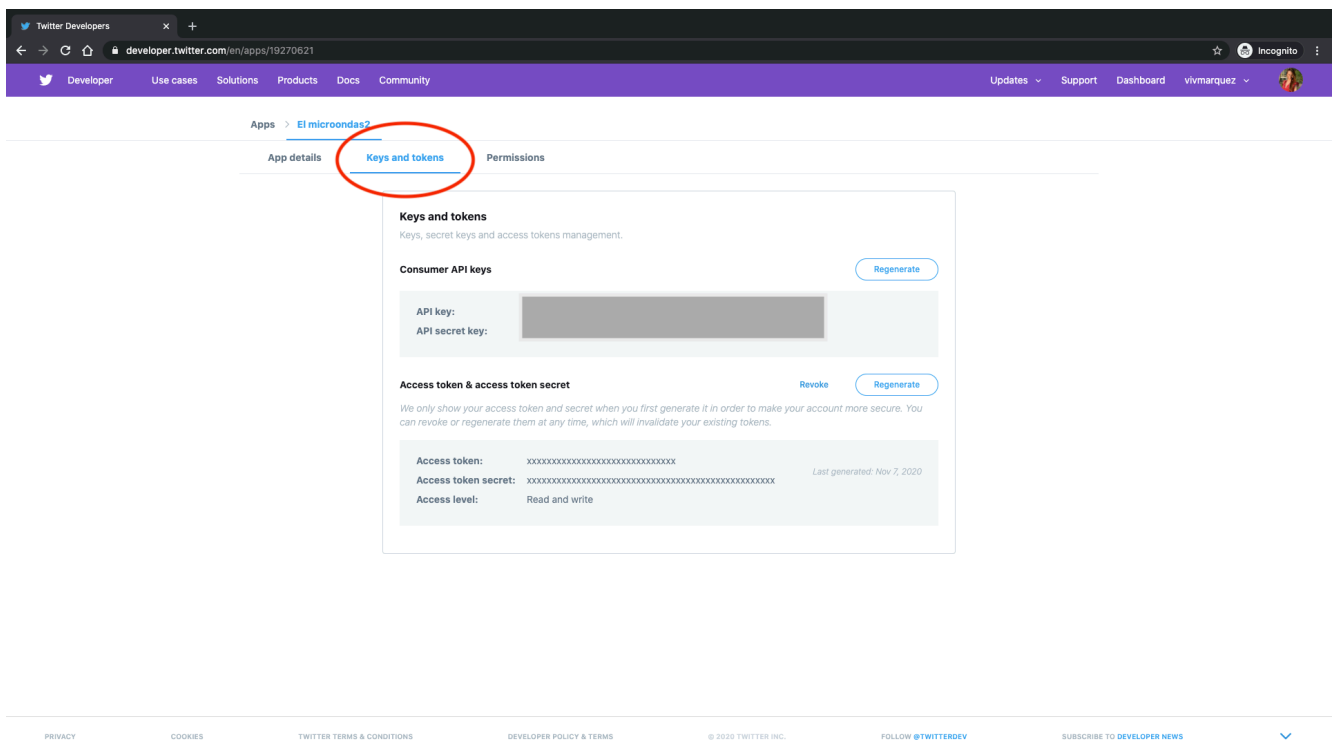 Twitter Developers
developer.twitter.com/en/apps/19270621
Incognito
Developer Use cases Solutions Products Docs Community Updates Support Dashboard vivmarquez
Apps > El microondas2
App details Keys and tokens Permissions
Keys and tokens
Keys, secret keys and access tokens management.
Consumer API keys Regenerate
API key:
API secret key:
Access token & access token secret Revoke Regenerate
We only show your access token and secret when you first generate it in order to make your account more secure. You
can revoke or regenerate them at any time, which will invalidate your existing tokens.
Access token: xxxxxxxxxxxxxxxxxxxxxxxxxxxxxx
Last generated: Nov 7, 2020
Access token secret: xxxxxxxxxxxxxxxxxxxxxxxxxxxxxxxxxxxxxxxxxxxxxxxxxx
Access level: Read and write
PRIVACY COOKIES TWITTER TERMS & CONDITIONS DEVELOPER POLICY & TERMS © 2020 TWITTER INC. FOLLOW @TWITTERDEV SUBSCRIBE TO DEVELOPER NEWS